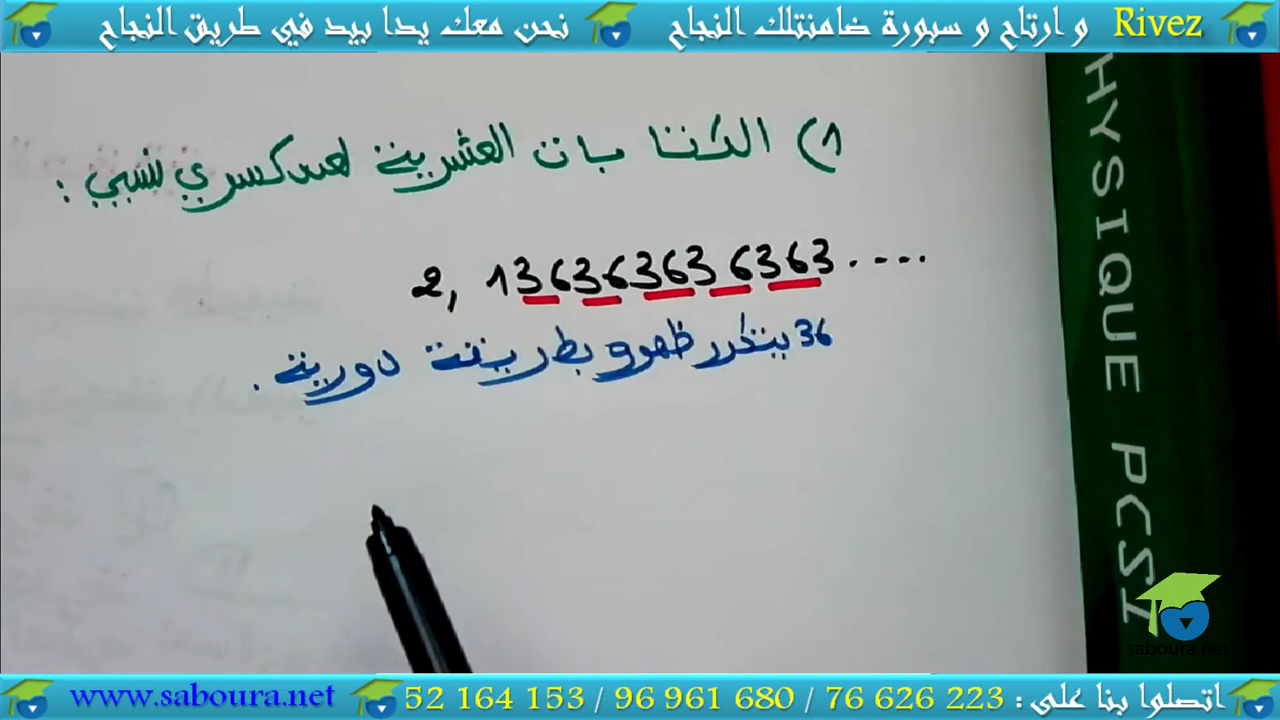 نحن معك يدا بيد في طريق النجاح و ارتاح و سبورة ضامنتلك النجاح Rivez
1) الكتابات العشرية لعدد كسري نسبي :
2, 13636363 6363.....
36 يتكرر ظهوره بطريقة دورية .
PHYSIQUE PCSI
saboura.net
www.saboura.net 52 164 153 / 96 961 680 / 76 626 223 : اتصلوا بنا على